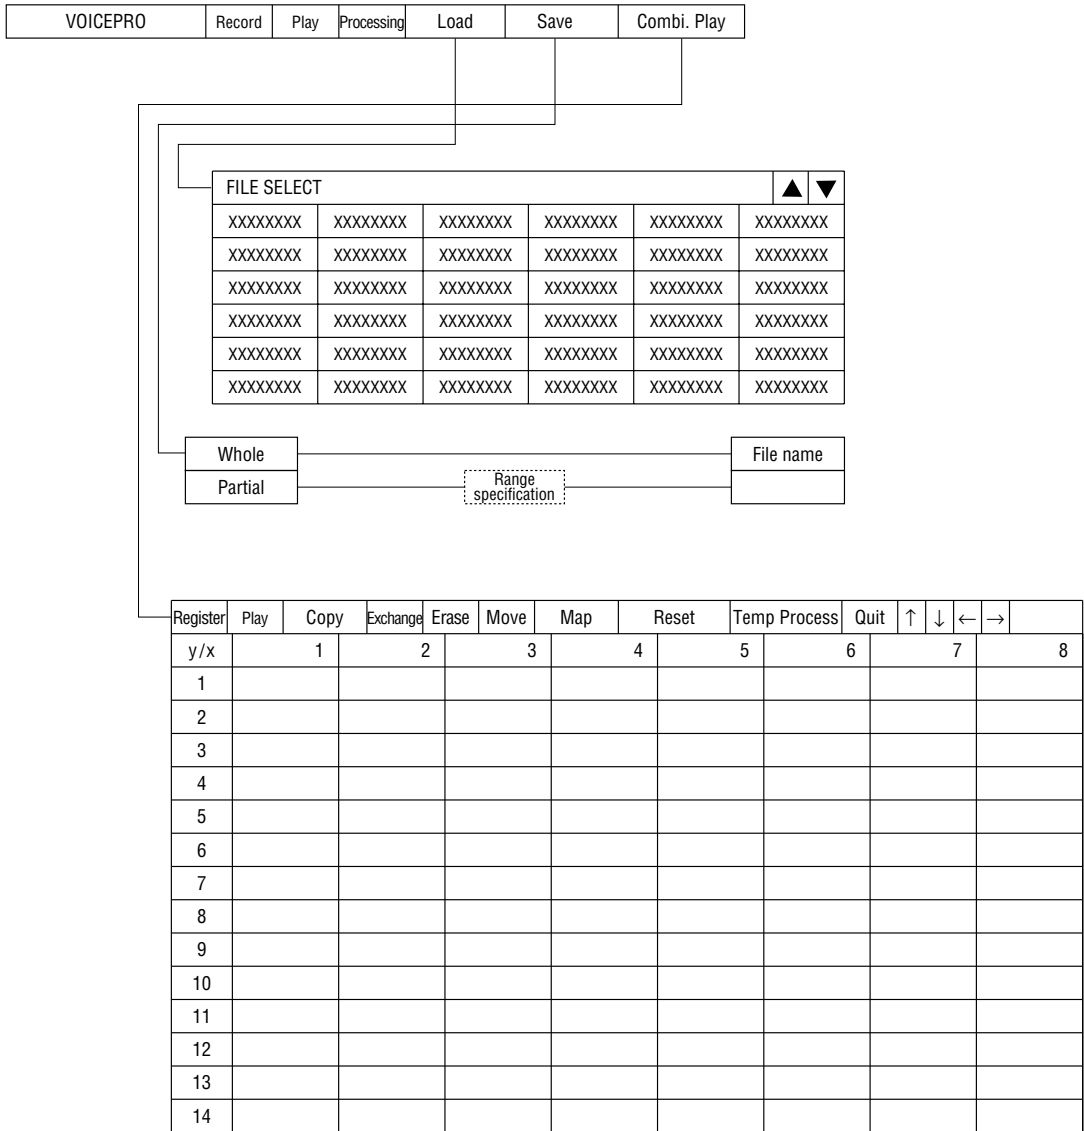 VOICEPRO Record Play Processing Load Save Combi. Play
FILE SELECT ▲ ▼
XXXXXXXX XXXXXXXX XXXXXXXX XXXXXXXX XXXXXXXX XXXXXXXX
XXXXXXXX XXXXXXXX XXXXXXXX XXXXXXXX XXXXXXXX XXXXXXXX
XXXXXXXX XXXXXXXX XXXXXXXX XXXXXXXX XXXXXXXX XXXXXXXX
XXXXXXXX XXXXXXXX XXXXXXXX XXXXXXXX XXXXXXXX XXXXXXXX
XXXXXXXX XXXXXXXX XXXXXXXX XXXXXXXX XXXXXXXX XXXXXXXX
XXXXXXXX XXXXXXXX XXXXXXXX XXXXXXXX XXXXXXXX XXXXXXXX
Whole File name
Partial Range
specification
Register Play Copy Exchange Erase Move Map Reset Temp Process Quit ↑ ↓ ← →
y/x 1 2 3 4 5 6 7 8
1
2
3
4
5
6
7
8
9
10
11
12
13
14